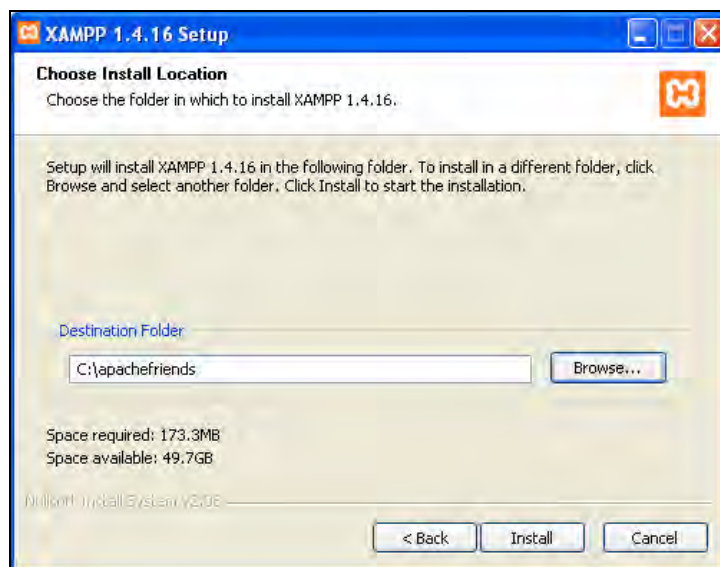 XAMPP 1.4.16 Setup
Choose Install Location
Choose the folder in which to install XAMPP 1.4.16.
Setup will install XAMPP 1.4.16 in the following folder. To install in a different folder, click
Browse and select another folder. Click Install to start the installation.
Destination Folder
C:\apachefriends
Browse...
Space required: 173.3MB
Space available: 49.7GB
Nullsoft Install System
< Back
Install
Cancel